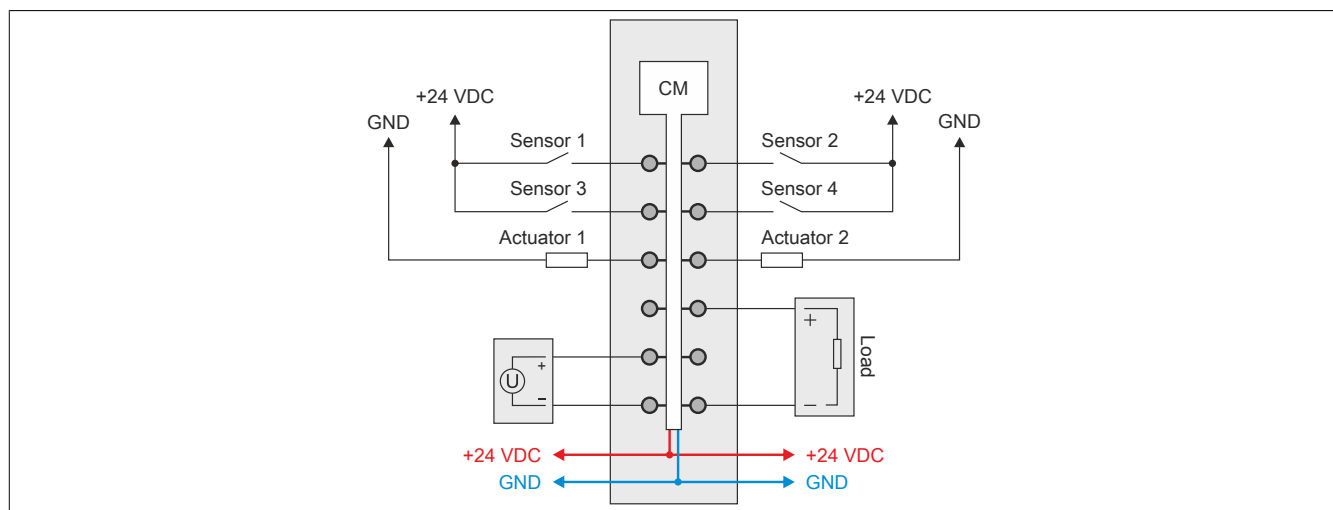 CM
+24 VDC
+24 VDC
GND
GND
Sensor 1
Sensor 2
Sensor 3
Sensor 4
Actuator 1
Actuator 2
+
–
Load
U
+
–
+24 VDC
+24 VDC
GND
GND